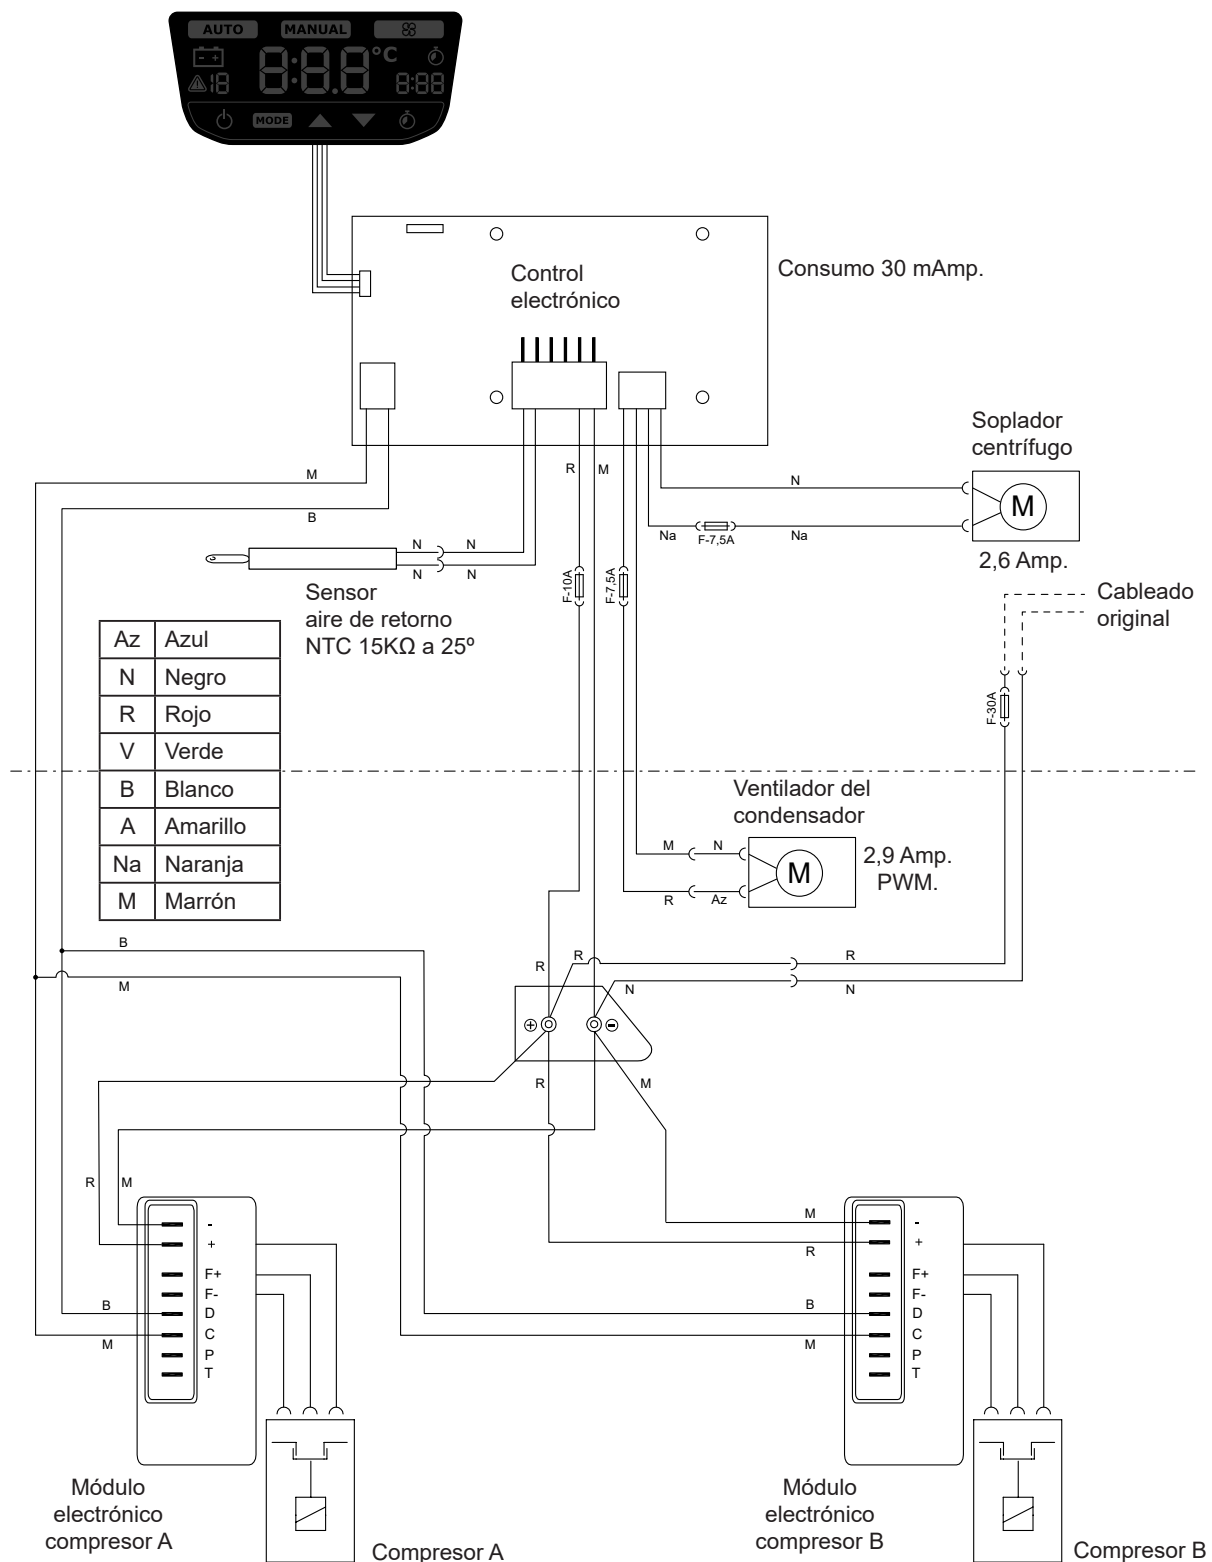 AUTO MANUAL
8:8.8 °C
18 8:88
MODE
Control
electrónico
Consumo 30 mAmp.
Soplador
centrífugo
M
2,6 Amp.
M
B
R
M
N
Na
F-7,5A
Na
N
N
N
N
Sensor
aire de retorno
NTC 15KΩ a 25º
F-10A
F-7,5A
Cableado
original
F-30A
Az Azul
N Negro
R Rojo
V Verde
B Blanco
A Amarillo
Na Naranja
M Marrón
Ventilador del
condensador
M
N
R
Az
M
2,9 Amp.
PWM.
B
M
R
R
R
N
N
+ -
R
M
R
M
-
+
F+
F-
D
C
P
T
B
M
M
R
B
M
-
+
F+
F-
D
C
P
T
Módulo
electrónico
compresor A
Compresor A
Módulo
electrónico
compresor B
Compresor B